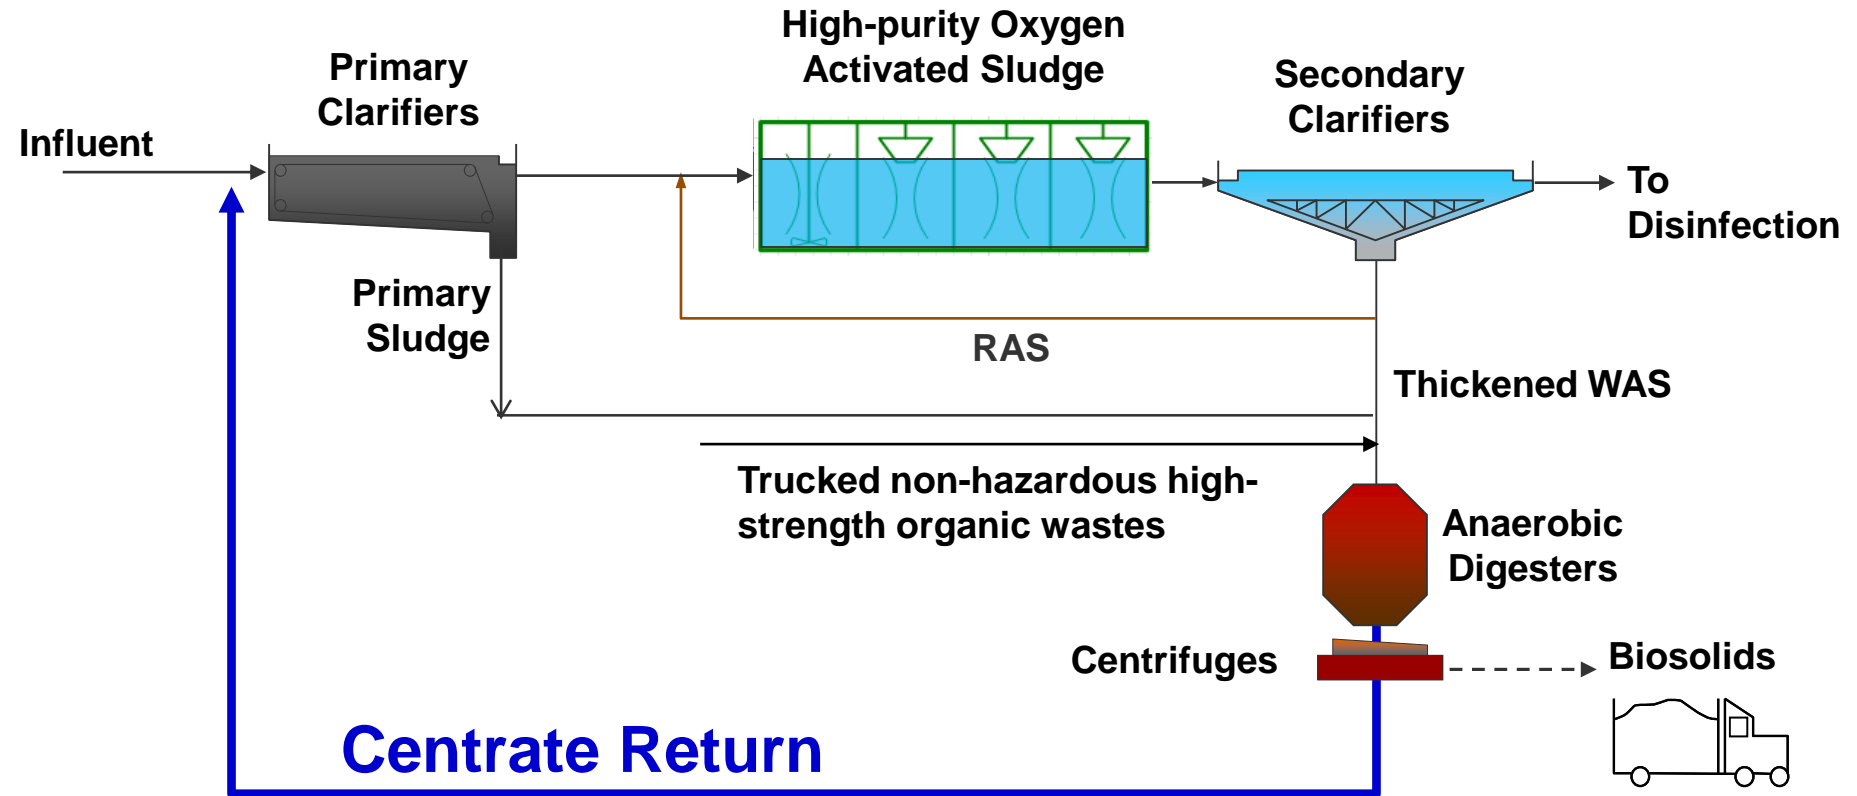 High-purity Oxygen
Activated Sludge
Primary
Clarifiers
Secondary
Clarifiers
Influent
To
Disinfection
Primary
Sludge
RAS
Thickened WAS
Trucked non-hazardous high-
strength organic wastes
Anaerobic
Digesters
Centrifuges
Biosolids
Centrate Return